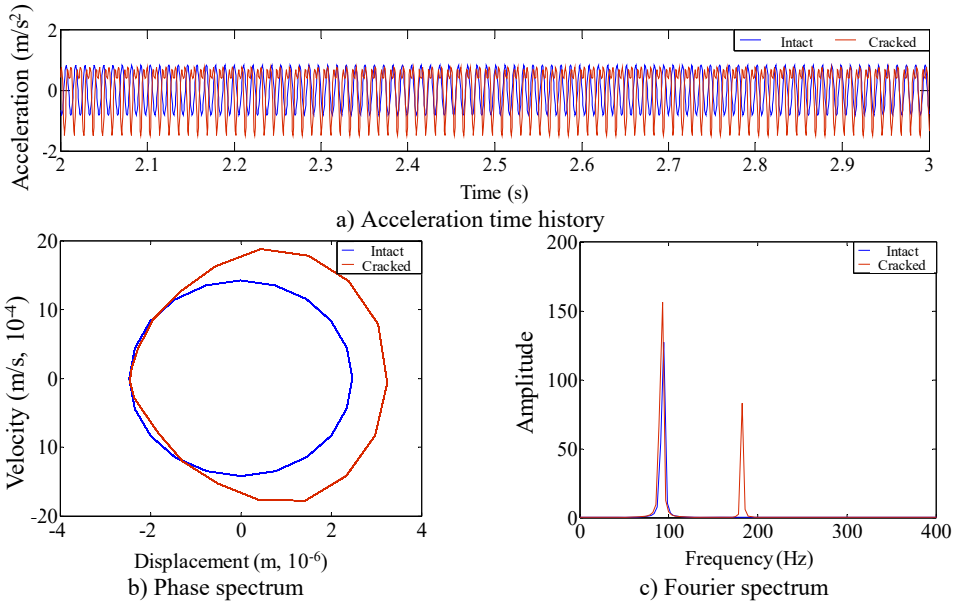 Acceleration (m/s²)
2
0
-2
Intact Cracked
2 2.1 2.2 2.3 2.4 2.5 2.6 2.7 2.8 2.9 3
Time (s)
a) Acceleration time history
Velocity (m/s, 10⁻⁴)
20
10
0
10
-20
Intact
Cracked
-4 -2 0 2 4
Displacement (m, 10⁻⁶)
b) Phase spectrum
Amplitude
200
150
100
50
0
Intact
Cracked
0 100 200 300 400
Frequency (Hz)
c) Fourier spectrum